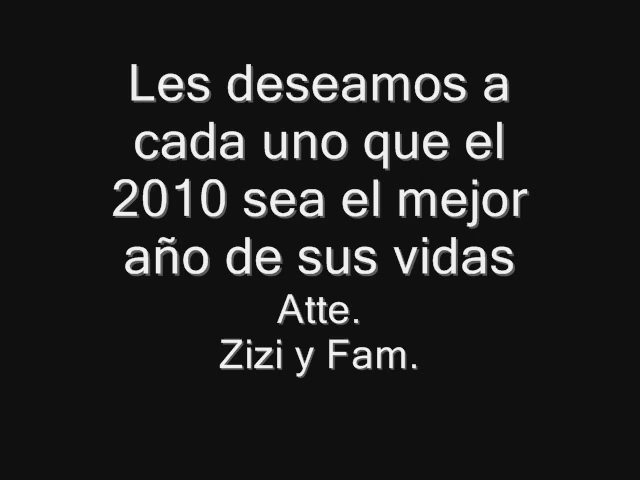 Les deseamos a
cada uno que el
2010 sea el mejor
año de sus vidas
Atte.
Zizi y Fam.